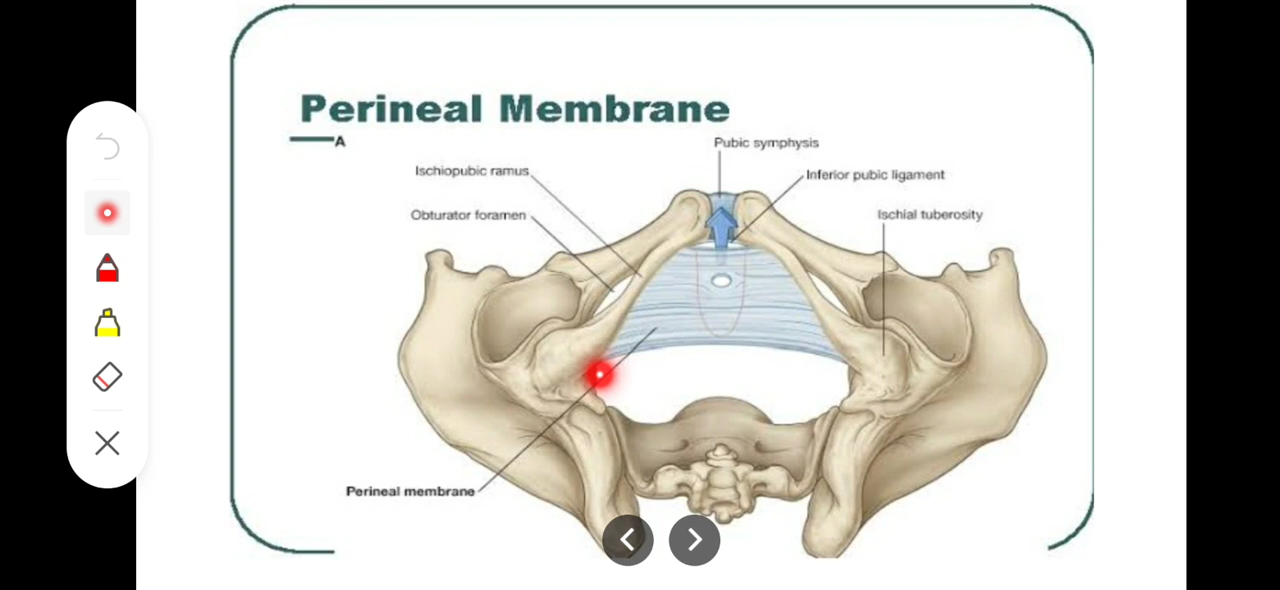 Perineal Membrane
A
Pubic symphysis
Ischiopubic ramus
Inferior pubic ligament
Obturator foramen
Ischial tuberosity
Perineal membrane